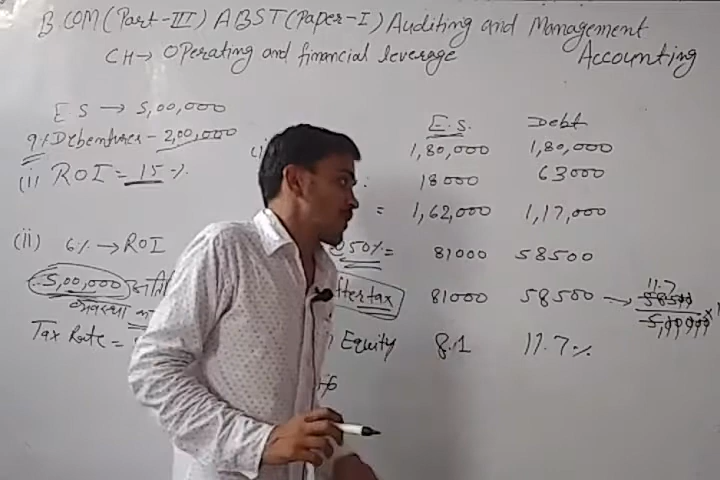 B COM (Part-III) ABST (Paper-I) Auditing and Management Accounting
CH→ Operating and financial leverage
E S → 5,00,000
9% Debentures - 2,00,000
(i) ROI = 15 %
(ii) 6% → ROI
5,00,000
Tax Rate =
E.S. Debt
1,80,000 1,80,000
18000 63000
= 1,62,000 1,17,000
50% = 81000 58500
tax 81000 58500 → 58500 11.7
5,00,000
Equity 8.1 11.7%